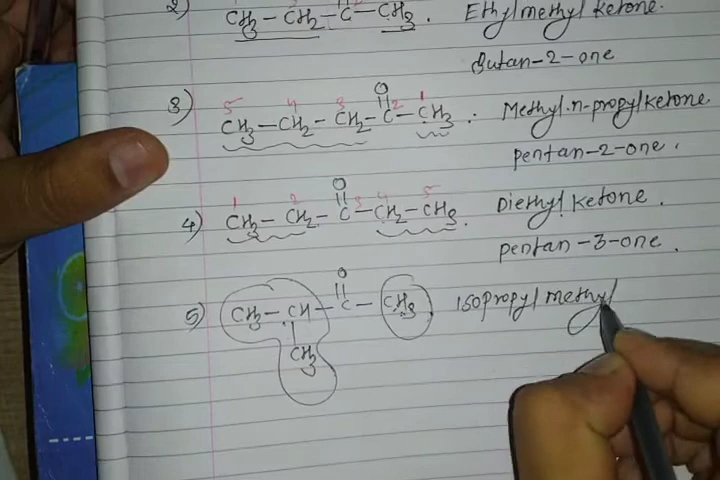 2) CH3-CH2-C-CH3. Ethylmethyl ketone.
Butan-2-one
O
5 4 3 2 1
3) CH3-CH2-CH2-C-CH3. Methyl-n-propylketone
pentan-2-one.
O
1 2 3 4 5
4) CH3-CH2-C-CH2-CH3. Diethyl ketone.
pentan-3-one.
O
5) CH3-CH-C-CH3 isopropyl methyl
CH3